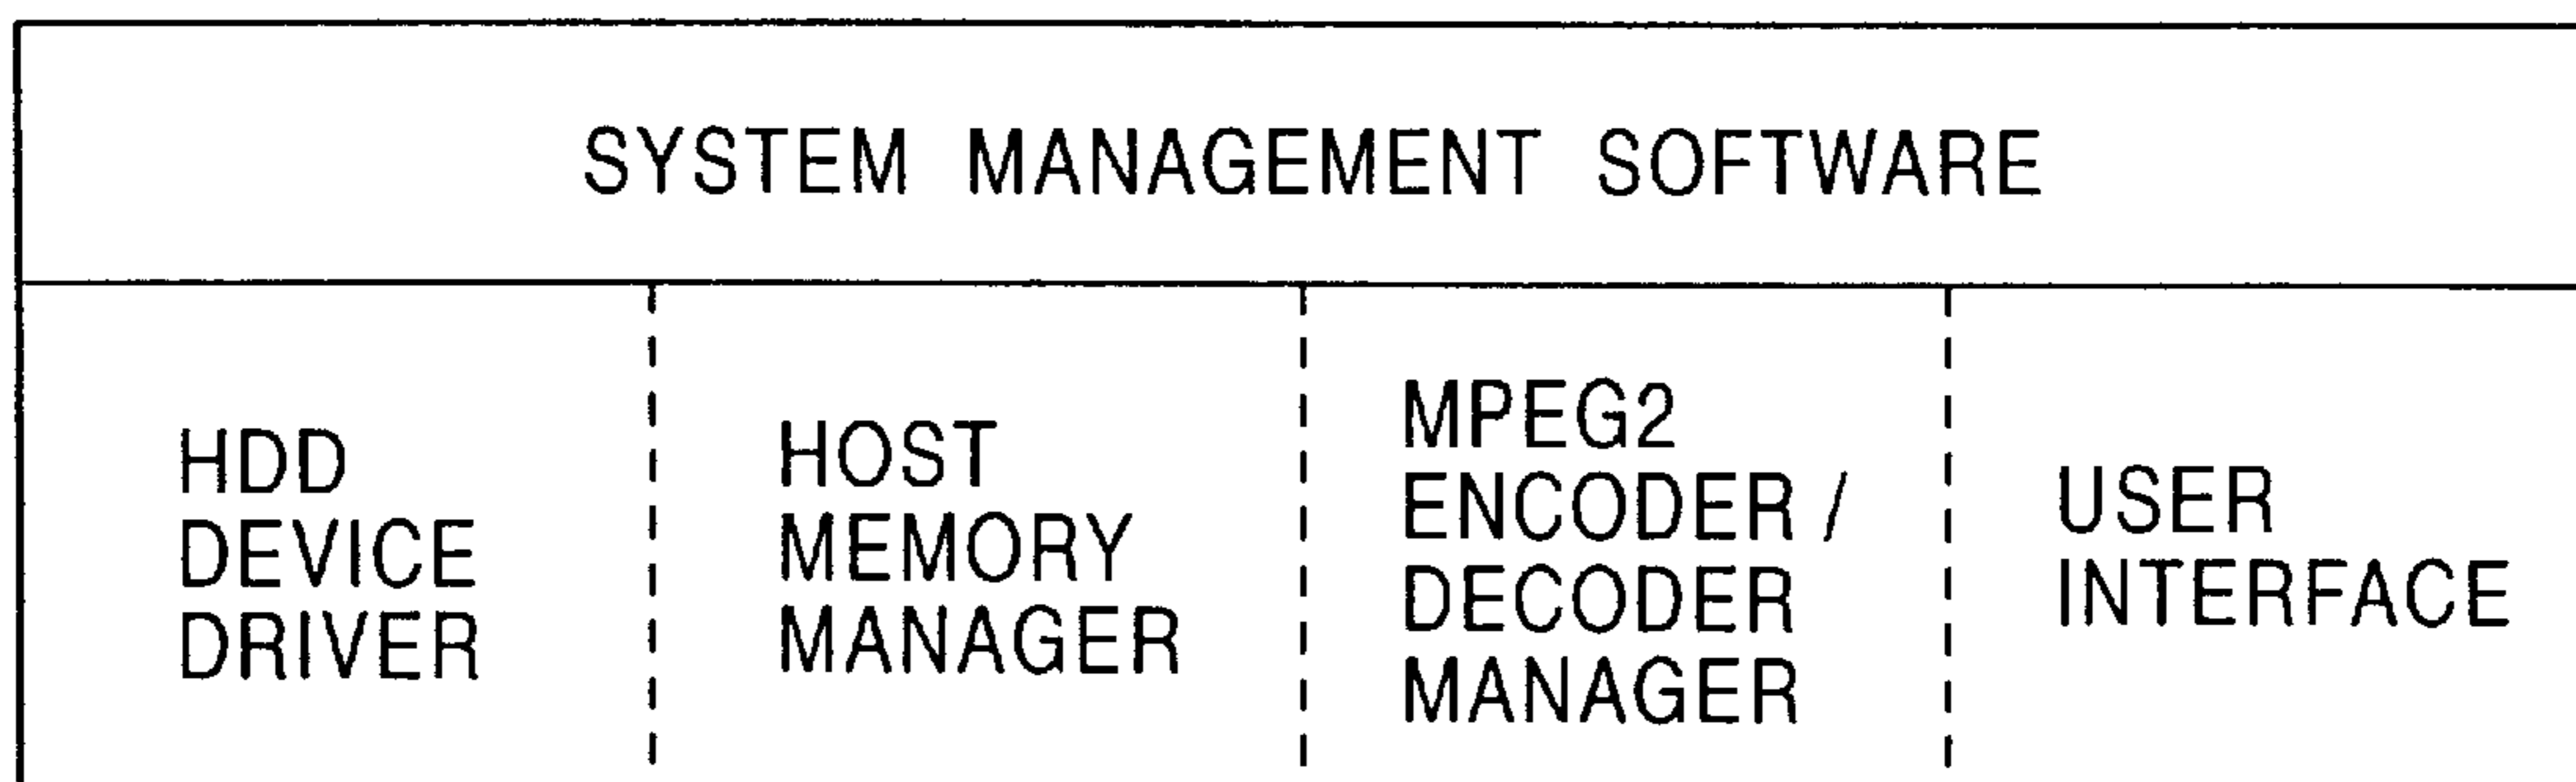 SYSTEM MANAGEMENT SOFTWARE
HDD
DEVICE
DRIVER
HOST
MEMORY
MANAGER
MPEG2
ENCODER /
DECODER
MANAGER
USER
INTERFACE